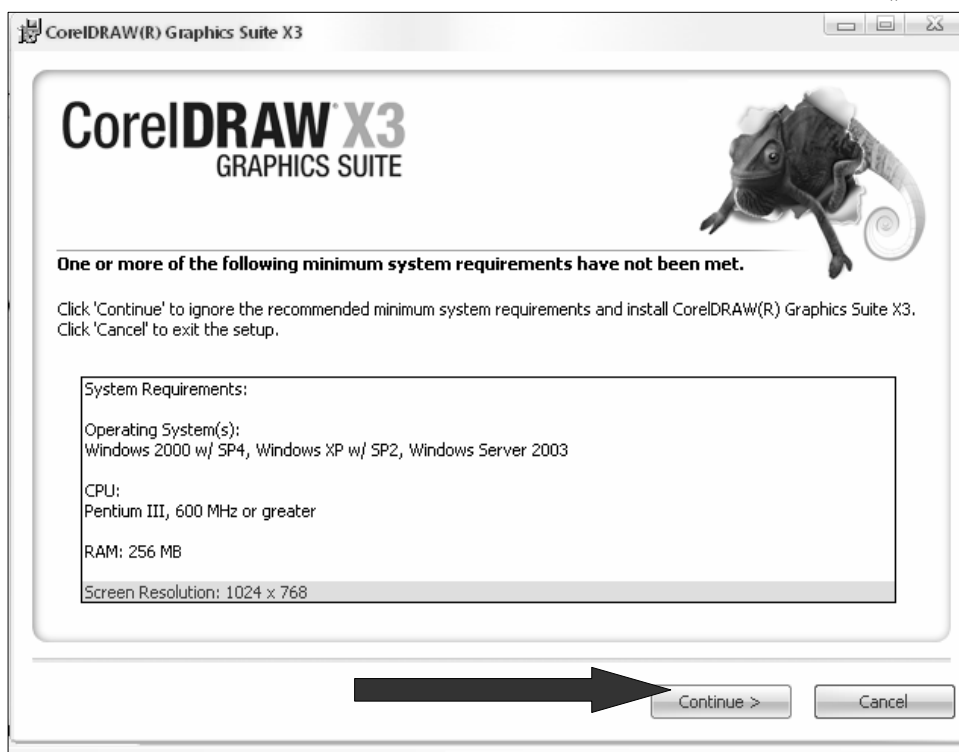 CorelDRAW(R) Graphics Suite X3
CorelDRAW® X3
GRAPHICS SUITE
One or more of the following minimum system requirements have not been met.
Click 'Continue' to ignore the recommended minimum system requirements and install CorelDRAW(R) Graphics Suite X3.
Click 'Cancel' to exit the setup.
System Requirements:
Operating System(s):
Windows 2000 w/ SP4, Windows XP w/ SP2, Windows Server 2003
CPU:
Pentium III, 600 MHz or greater
RAM: 256 MB
Screen Resolution: 1024 x 768
Continue >
Cancel